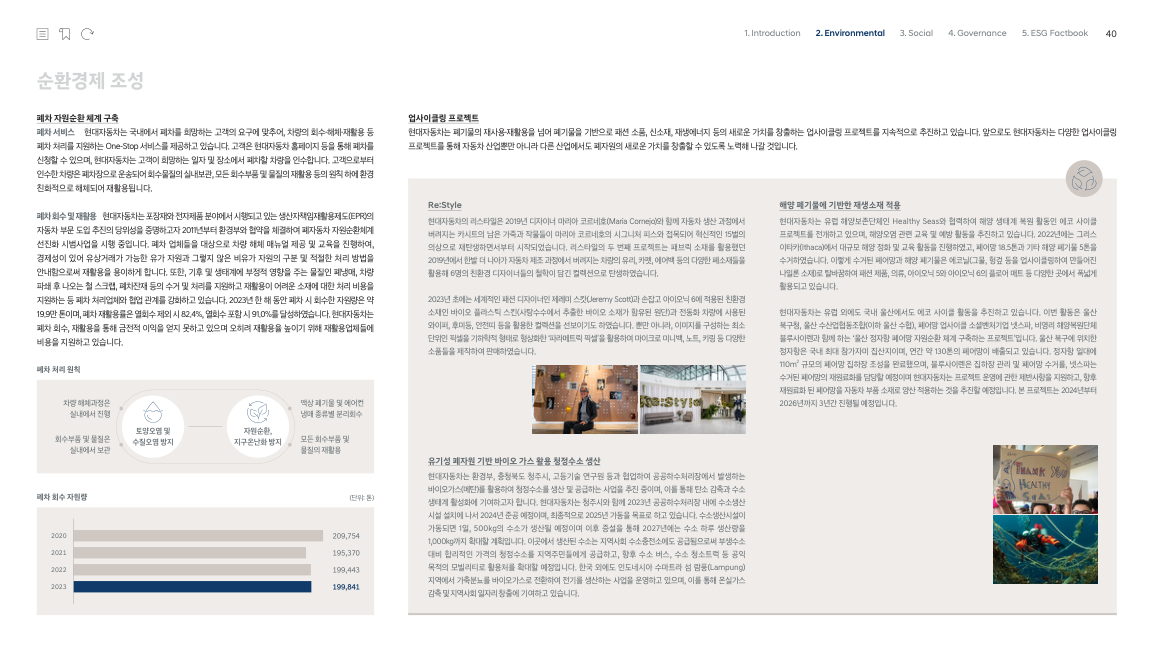 1. Introduction 2. Environmental 3. Social 4. Governance 5. ESG Factbook 40
순환경제 조성
폐차 자원순환 체계 구축
폐차 서비스 현대자동차는 국내에서 폐차를 희망하는 고객의 요구에 맞추어, 차량의 회수·해체·재활용 등
폐차 처리를 지원하는 One-Stop 서비스를 제공하고 있습니다. 고객은 현대자동차 홈페이지 등을 통해 폐차를
신청할 수 있으며, 현대자동차는 고객이 희망하는 일자 및 장소에서 폐차할 차량을 인수합니다. 고객으로부터
인수한 차량은 폐차장으로 운송되어 회수물질의 실내보관, 모든 회수부품 및 물질의 재활용 등의 원칙 하에 환경
친화적으로 해체되어 재활용됩니다.
폐차 회수 및 재활용 현대자동차는 포장재와 전자제품 분야에서 시행되고 있는 생산자책임재활용제도(EPR)의
자동차 부문 도입 추진의 당위성을 증명하고자 2011년부터 환경부와 협약을 체결하여 폐자동차 자원순환체계
선진화 시범사업을 시행 중입니다. 폐차 업체들을 대상으로 차량 해체 매뉴얼 제공 및 교육을 진행하여,
경제성이 있어 유상거래가 가능한 유가 자원과 그렇지 않은 비유가 자원의 구분 및 적절한 처리 방법을
안내함으로써 재활용을 용이하게 합니다. 또한, 기후 및 생태계에 부정적 영향을 주는 물질인 폐냉매, 차량
파쇄 후 나오는 철 스크랩, 폐차잔재 등의 수거 및 처리를 지원하고 재활용이 어려운 소재에 대한 처리 비용을
지원하는 등 폐차 처리업체와 협업 관계를 강화하고 있습니다. 2023년 한 해 동안 폐차 시 회수한 자원량은 약
19.9만 톤이며, 폐차 재활용률은 열회수 제외 시 82.4%, 열회수 포함 시 91.0%를 달성하였습니다. 현대자동차는
폐차 회수, 재활용을 통해 금전적 이익을 얻지 못하고 있으며 오히려 재활용률을 높이기 위해 재활용업체들에
비용을 지원하고 있습니다.
폐차 처리 원칙
차량 해체과정은
실내에서 진행
회수부품 및 물질은
실내에서 보관
토양오염 및
수질오염 방지
자원순환,
지구온난화 방지
액상 폐기물 및 에어컨
냉매 종류별 분리회수
모든 회수부품 및
물질의 재활용
폐차 회수 자원량 (단위: 톤)
2020 209,754
2021 195,370
2022 199,443
2023 199,841
업사이클링 프로젝트
현대자동차는 폐기물의 재사용·재활용을 넘어 폐기물을 기반으로 패션 소품, 신소재, 재생에너지 등의 새로운 가치를 창출하는 업사이클링 프로젝트를 지속적으로 추진하고 있습니다. 앞으로도 현대자동차는 다양한 업사이클링
프로젝트를 통해 자동차 산업뿐만 아니라 다른 산업에서도 폐자원의 새로운 가치를 창출할 수 있도록 노력해 나갈 것입니다.
Re:Style
현대자동차의 리스타일은 2019년 디자이너 마리아 코르네호(Maria Cornejo)와 함께 자동차 생산 과정에서
버려지는 카시트의 남은 가죽과 직물들이 마리아 코르네호의 시그니처 피스와 접목되어 혁신적인 15벌의
의상으로 재탄생하면서부터 시작되었습니다. 리스타일의 두 번째 프로젝트는 패브릭 소재를 활용했던
2019년에서 한발 더 나아가 자동차 제조 과정에서 버려지는 차량의 유리, 카펫, 에어백 등의 다양한 폐소재들을
활용해 6명의 친환경 디자이너들의 철학이 담긴 컬렉션으로 탄생하였습니다.
2023년 초에는 세계적인 패션 디자이너인 제레미 스캇(Jeremy Scott)과 손잡고 아이오닉 6에 적용된 친환경
소재인 바이오 플라스틱 스킨(식물성 원료에서 추출한 바이오 소재가 함유된 원단)과 전동화 차량에 사용된
와이퍼, 후미등, 안전띠 등을 활용한 컬렉션을 선보이기도 하였습니다. 뿐만 아니라, 이미지를 구성하는 최소
단위인 픽셀을 기하학적 형태로 형상화한 '파라메트릭 픽셀'을 활용하여 마이크로 미니백, 노트, 키링 등 다양한
소품들을 제작하여 판매하였습니다.
Re:Style
유기성 폐자원 기반 바이오 가스 활용 청정수소 생산
현대자동차는 환경부, 충청북도 청주시, 고등기술 연구원 등과 협업하여 공공하수처리장에서 발생하는
바이오가스(메탄)를 활용하여 청정수소를 생산 및 공급하는 사업을 추진 중이며, 이를 통해 탄소 감축과 수소
생태계 활성화에 기여하고자 합니다. 현대자동차는 청주시와 함께 2023년 공공하수처리장 내에 수소생산
시설 설치에 나서 2024년 준공 예정이며, 최종적으로 2025년 가동을 목표로 하고 있습니다. 수소생산시설이
가동되면 1일, 500kg의 수소가 생산될 예정이며 이후 증설을 통해 2027년에는 수소 하루 생산량을
1,000kg까지 확대할 계획입니다. 이곳에서 생산된 수소는 지역사회 수소충전소에도 공급됨으로써 부생수소
대비 합리적인 가격의 청정수소를 지역주민들에게 공급하고, 향후 수소 버스, 수소 청소트럭 등 공익
목적의 모빌리티로 활용처를 확대할 예정입니다. 한국 외에도 인도네시아 수마트라 섬 람풍(Lampung)
지역에서 가축분뇨를 바이오가스로 전환하여 전기를 생산하는 사업을 운영하고 있으며, 이를 통해 온실가스
감축 및 지역사회 일자리 창출에 기여하고 있습니다.
해양 폐기물에 기반한 재생소재 적용
현대자동차는 유럽 해양보존단체인 Healthy Seas와 협력하여 해양 생태계 복원 활동인 에코 사이클
프로젝트를 전개하고 있으며, 해양오염 관련 교육 및 예방 활동을 추진하고 있습니다. 2022년에는 그리스
이타카(Ithaca)에서 대규모 해양 정화 및 교육 활동을 진행하였고, 폐어망 18.5톤과 기타 해양 폐기물 5톤을
수거하였습니다. 이렇게 수거된 폐어망과 해양 폐기물은 에코닐(그물, 헝겊 등을 업사이클링하여 만들어진
나일론 소재)로 탈바꿈하여 패션 제품, 의류, 아이오닉 5와 아이오닉 6의 플로어 매트 등 다양한 곳에서 폭넓게
활용되고 있습니다.
현대자동차는 유럽 외에도 국내 울산에서도 에코 사이클 활동을 추진하고 있습니다. 이번 활동은 울산
북구청, 울산 수산업협동조합(이하 울산 수협), 폐어망 업사이클 소셜벤처기업 넷스파, 비영리 해양복원단체
블루사이렌과 함께 하는 '울산 정자항 폐어망 자원순환 체계 구축하는 프로젝트'입니다. 울산 북구에 위치한
정자항은 국내 최대 참가자미 집산지이며, 연간 약 130톤의 폐어망이 배출되고 있습니다. 정자항 일대에
110m² 규모의 폐어망 집하장 조성을 완료했으며, 블루사이렌은 집하장 관리 및 폐어망 수거를, 넷스파는
수거된 폐어망의 재원료화를 담당할 예정이며 현대자동차는 프로젝트 운영에 관한 제반사항을 지원하고, 향후
재원료화 된 폐어망을 자동차 부품 소재로 양산 적용하는 것을 추진할 예정입니다. 본 프로젝트는 2024년부터
2026년까지 3년간 진행될 예정입니다.
THANK YOU
HEALTHY
SEAS